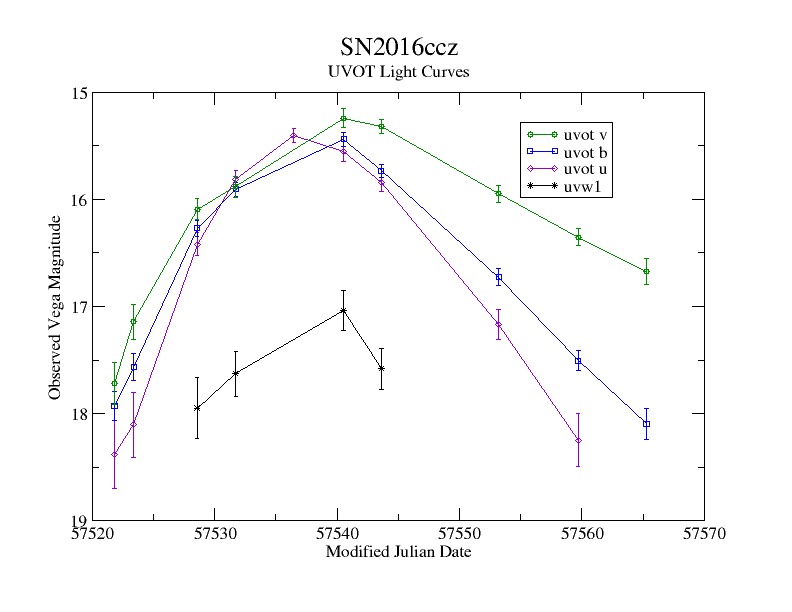 SN2016ccz
UVOT Light Curves
15
16
17
18
19
Observed Vega Magnitude
uvot v
uvot b
uvot u
uvw1
57520 57530 57540 57550 57560 57570
Modified Julian Date